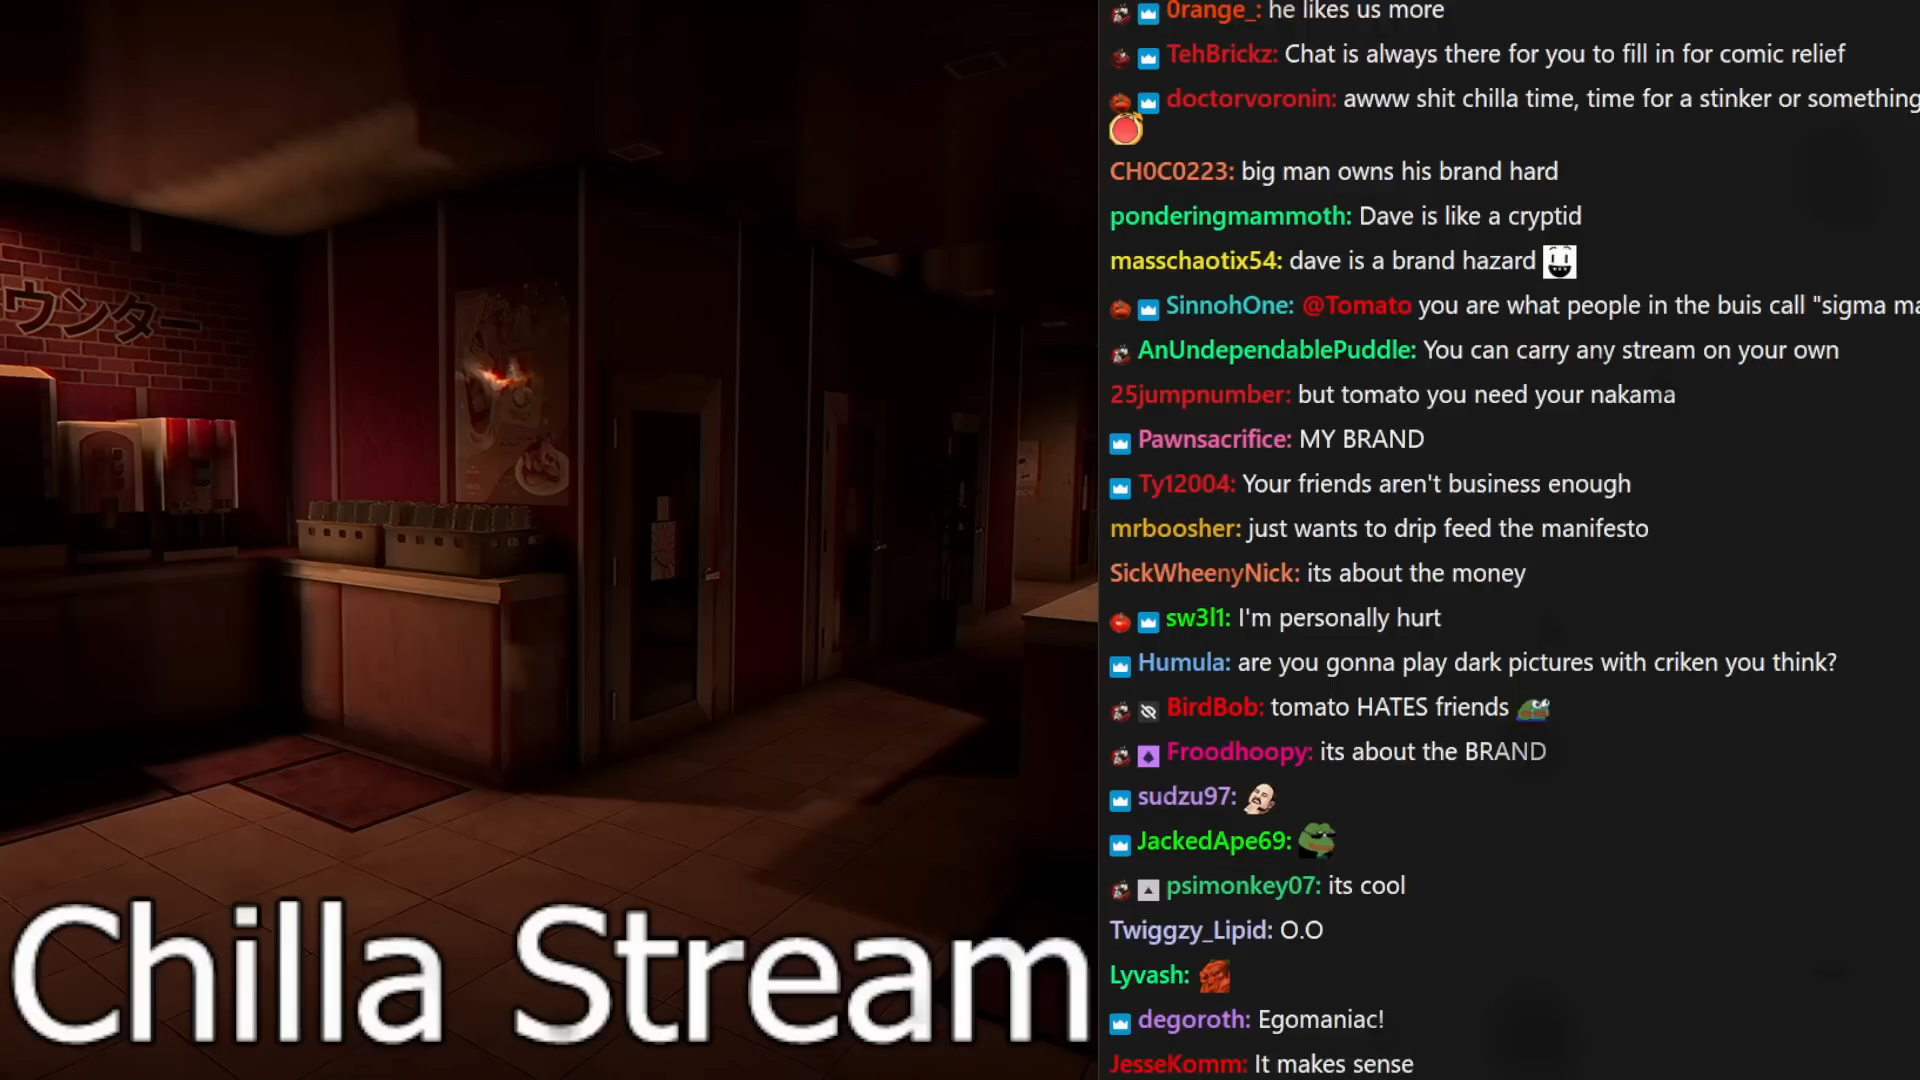 0range_: he likes us more
TehBrickz: Chat is always there for you to fill in for comic relief
doctorvoronin: awww shit chilla time, time for a stinker or something
CH0C0223: big man owns his brand hard
ponderingmammoth: Dave is like a cryptid
masschaotix54: dave is a brand hazard
SinnohOne: @Tomato you are what people in the buis call "sigma ma
AnUndependablePuddle: You can carry any stream on your own
25jumpnumber: but tomato you need your nakama
Pawnsacrifice: MY BRAND
Ty12004: Your friends aren't business enough
mrboosher: just wants to drip feed the manifesto
SickWheenyNick: its about the money
sw3l1: I'm personally hurt
Humula: are you gonna play dark pictures with criken you think?
BirdBob: tomato HATES friends
Froodhoopy: its about the BRAND
sudzu97:
JackedApe69:
psimonkey07: its cool
Twiggzy_Lipid: O.O
Lyvash:
degoroth: Egomaniac!
JesseKomm: It makes sense
ウンター
Chilla Stream